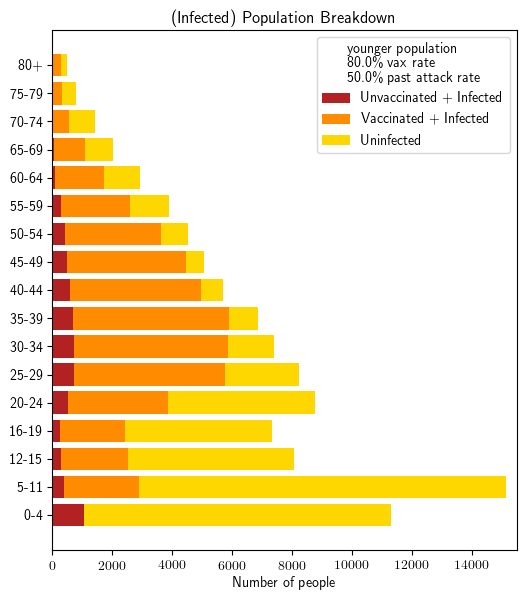 (Infected) Population Breakdown
younger population
80.0% vax rate
50.0% past attack rate
Unvaccinated + Infected
Vaccinated + Infected
Uninfected
80+
75-79
70-74
65-69
60-64
55-59
50-54
45-49
40-44
35-39
30-34
25-29
20-24
16-19
12-15
5-11
0-4
0 2000 4000 6000 8000 10000 12000 14000
Number of people